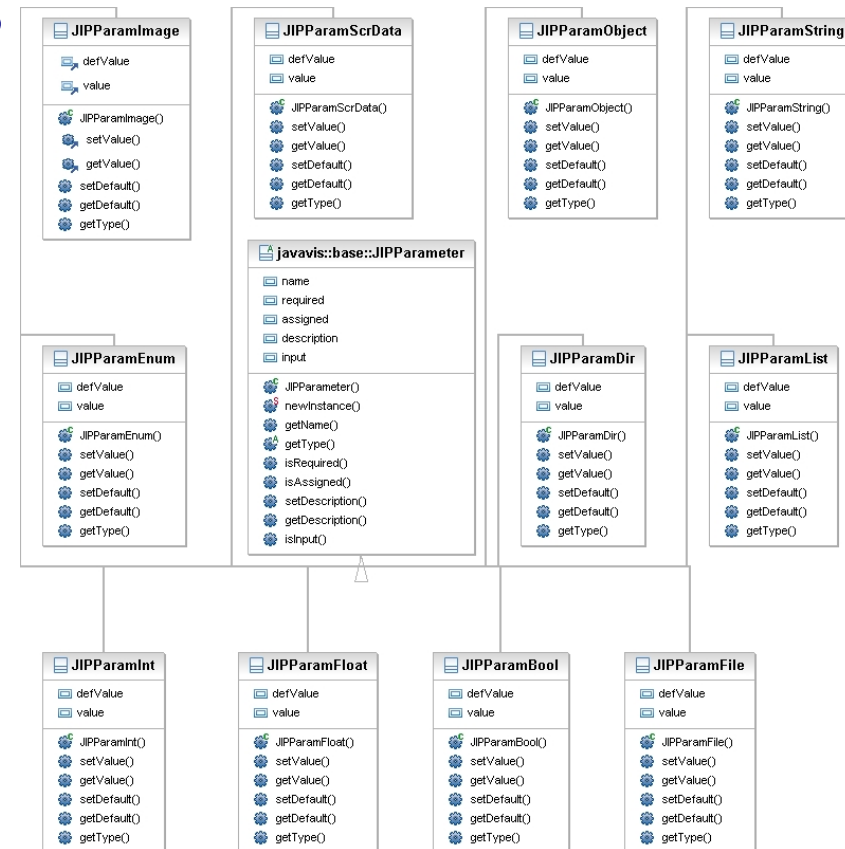 JIPParamImage
defValue
value
JIPParamImage()
setValue()
getValue()
setDefault()
getDefault()
getType()
JIPParamScrData
defValue
value
JIPParamScrData()
setValue()
getValue()
setDefault()
getDefault()
getType()
JIPParamObject
defValue
value
JIPParamObject()
setValue()
getValue()
setDefault()
getDefault()
getType()
JIPParamString
defValue
value
JIPParamString()
setValue()
getValue()
setDefault()
getDefault()
getType()
JIPParamEnum
defValue
value
JIPParamEnum()
setValue()
getValue()
setDefault()
getDefault()
getType()
javavis::base::JIPParameter
name
required
assigned
description
input
JIPParameter()
newInstance()
getName()
getType()
isRequired()
isAssigned()
setDescription()
getDescription()
isInput()
JIPParamDir
defValue
value
JIPParamDir()
setValue()
getValue()
setDefault()
getDefault()
getType()
JIPParamList
defValue
value
JIPParamList()
setValue()
getValue()
setDefault()
getDefault()
getType()
JIPParamInt
defValue
value
JIPParamInt()
setValue()
getValue()
setDefault()
getDefault()
getType()
JIPParamFloat
defValue
value
JIPParamFloat()
setValue()
getValue()
setDefault()
getDefault()
getType()
JIPParamBool
defValue
value
JIPParamBool()
setValue()
getValue()
setDefault()
getDefault()
getType()
JIPParamFile
defValue
value
JIPParamFile()
setValue()
getValue()
setDefault()
getDefault()
getType()